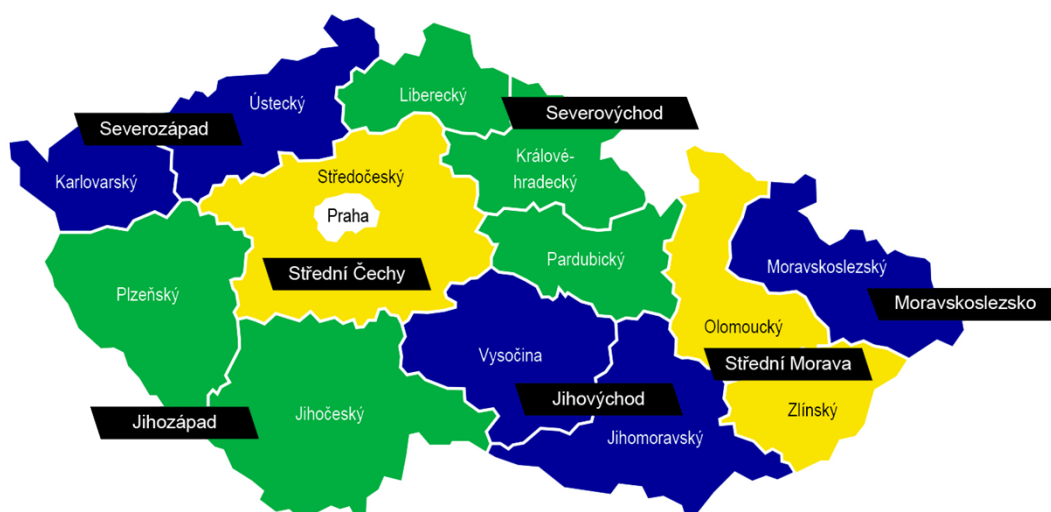 Ústecký
Liberecký
Severovýchod
Severozápad
Králové-
hradecký
Karlovarský
Středočeský
Praha
Pardubický
Moravskoslezský
Střední Čechy
Plzeňský
Moravskoslezsko
Olomoucký
Vysočina
Střední Morava
Jihovýchod
Jihozápad
Jihočeský
Zlínský
Jihomoravský